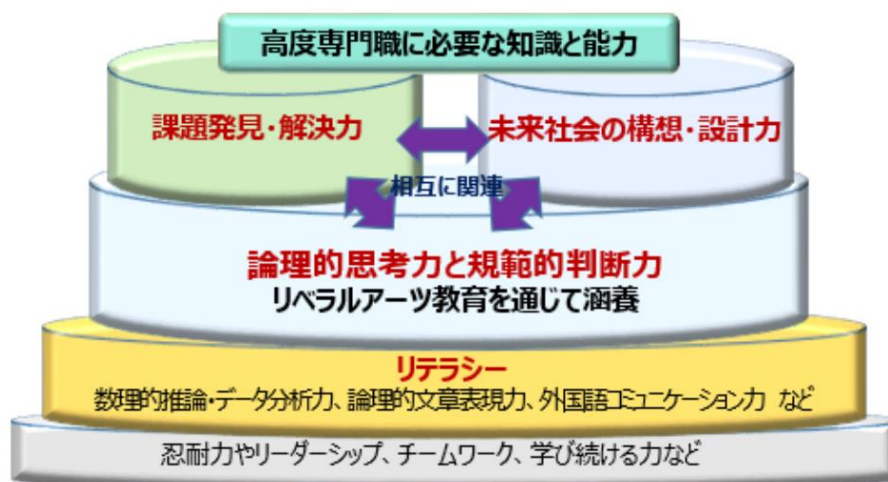 高度専門職に必要な知識と能力
課題発見・解決力
未来社会の構想・設計力
相互に関連
論理的思考力と規範的判断力
リベラルアーツ教育を通じて涵養
リテラシー
数理的推論・データ分析力、論理的文章表現力、外国語コミュニケーション力 など
忍耐力やリーダーシップ、チームワーク、学び続ける力など